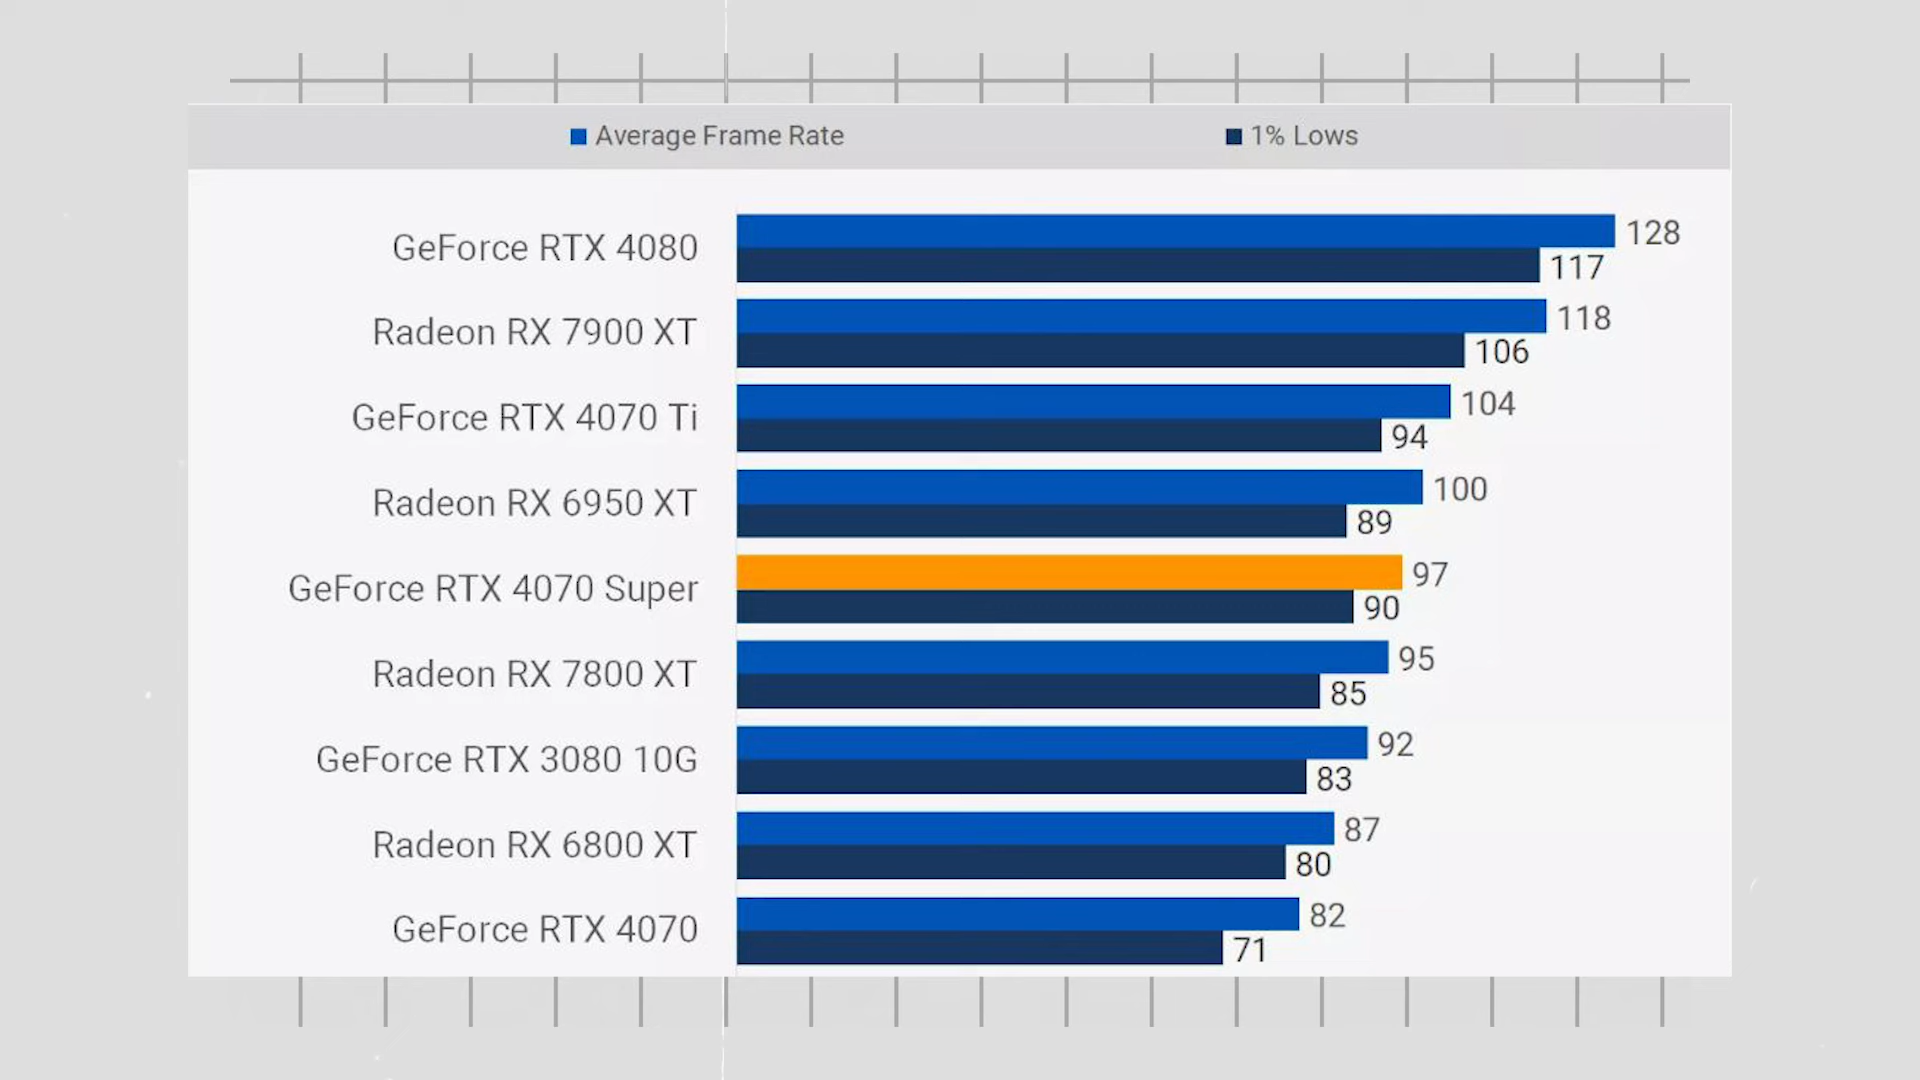 Average Frame Rate 1% Lows
GeForce RTX 4080 128
117
Radeon RX 7900 XT 118
106
GeForce RTX 4070 Ti 104
94
Radeon RX 6950 XT 100
89
GeForce RTX 4070 Super 97
90
Radeon RX 7800 XT 95
85
GeForce RTX 3080 10G 92
83
Radeon RX 6800 XT 87
80
GeForce RTX 4070 82
71